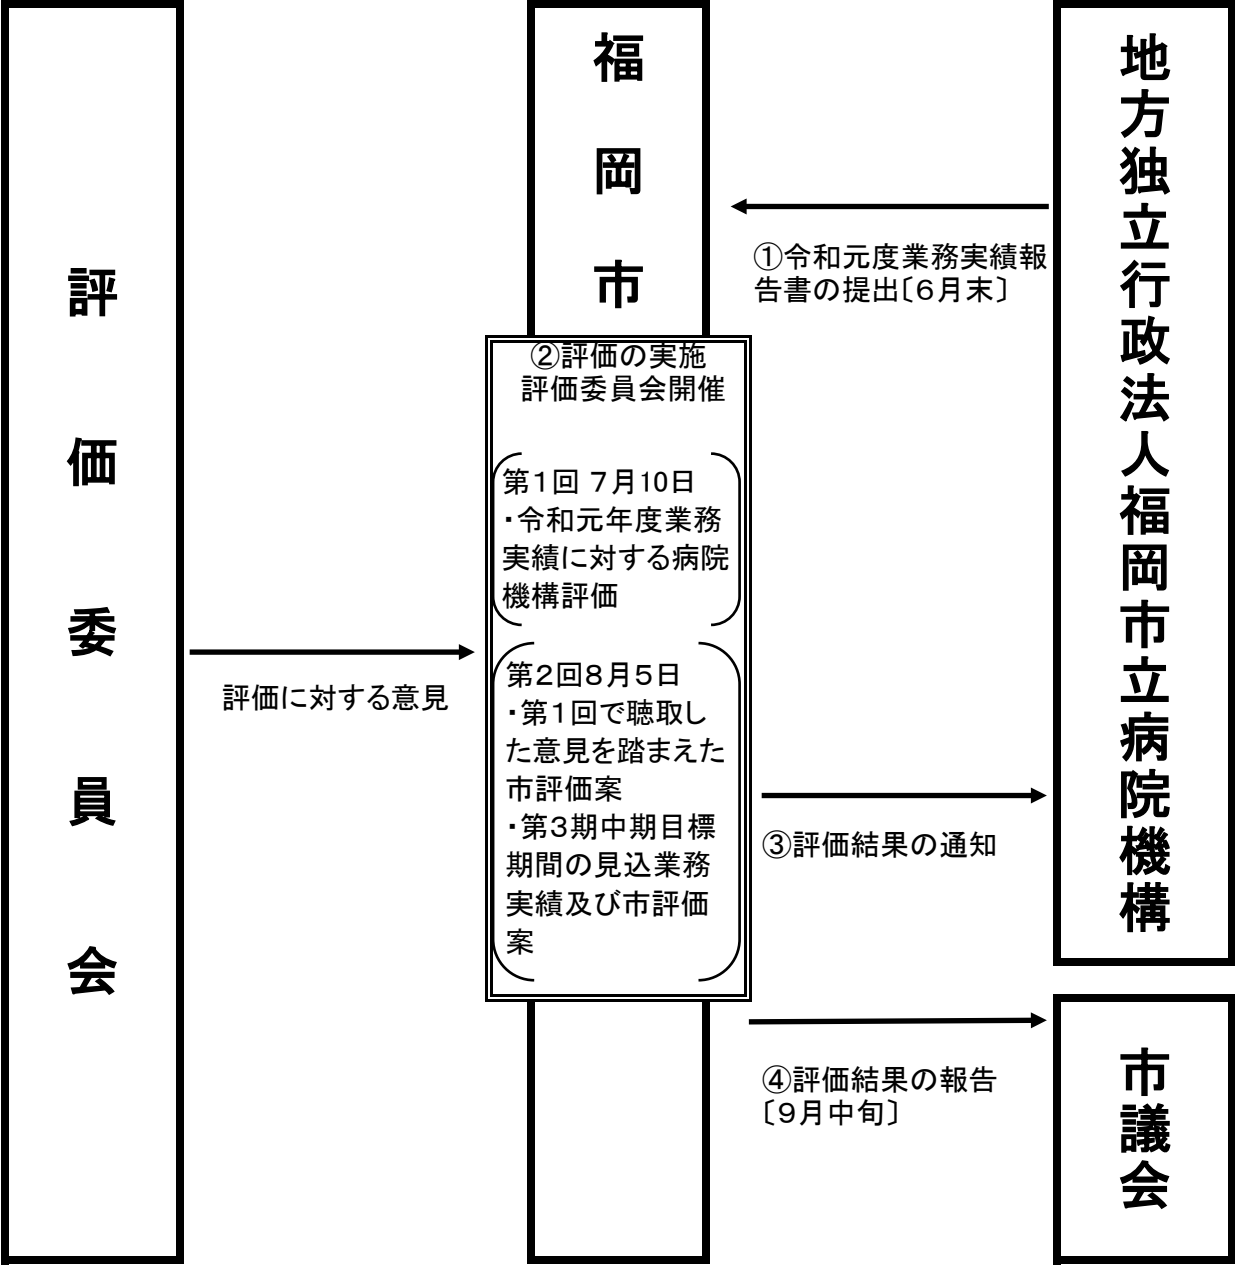 評価委員会
評価に対する意見
福岡市
②評価の実施
評価委員会開催
第1回 7月10日
・令和元年度業務
実績に対する病院
機構評価
第2回8月5日
・第1回で聴取し
た意見を踏まえた
市評価案
・第3期中期目標
期間の見込業務
実績及び市評価
案
①令和元度業務実績報
告書の提出〔6月末〕
③評価結果の通知
④評価結果の報告
〔9月中旬〕
地方独立行政法人福岡市立病院機構
市議会